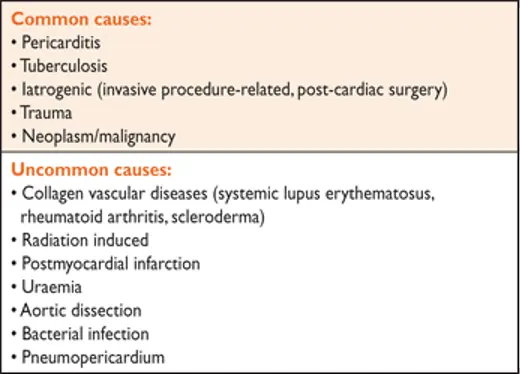 Common causes:
• Pericarditis
• Tuberculosis
• Iatrogenic (invasive procedure-related, post-cardiac surgery)
• Trauma
• Neoplasm/malignancy
Uncommon causes:
• Collagen vascular diseases (systemic lupus erythematosus,
rheumatoid arthritis, scleroderma)
• Radiation induced
• Postmyocardial infarction
• Uraemia
• Aortic dissection
• Bacterial infection
• Pneumopericardium